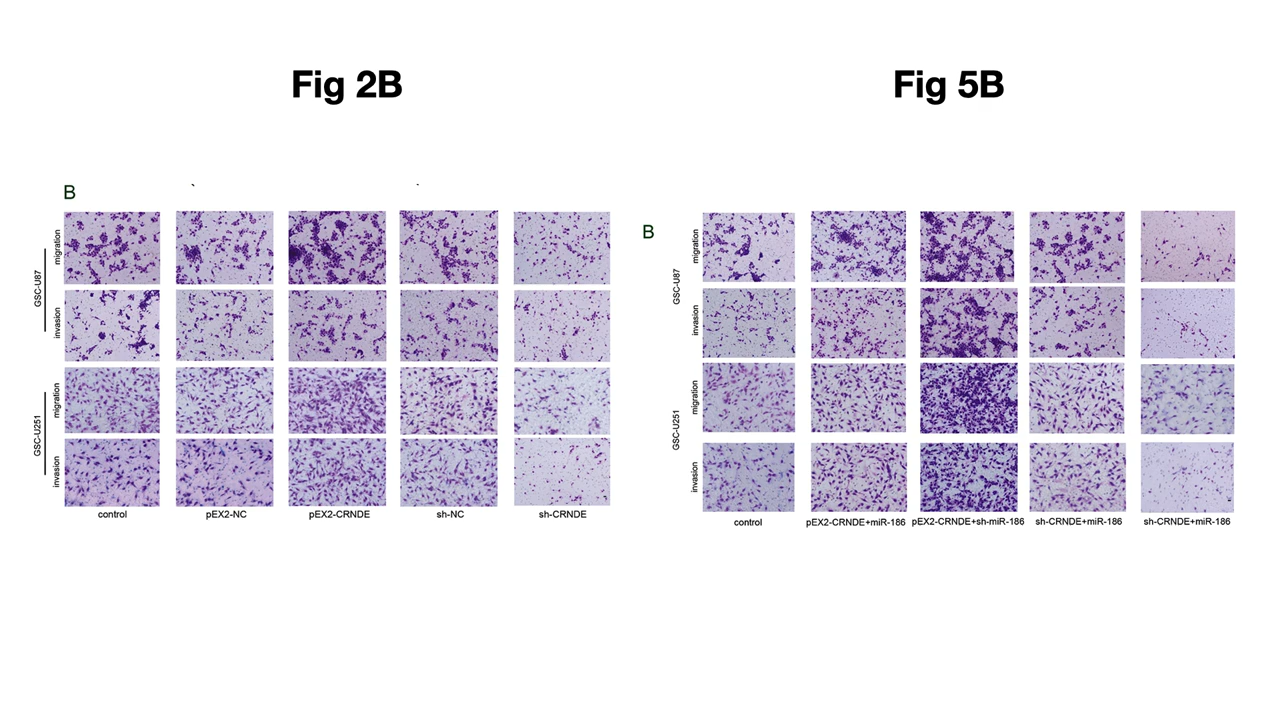 Fig 2B
Fig 5B
B
GSC-U87
migration
invasion
GSC-U251
migration
invasion
control
pEX2-NC
pEX2-CRNDE
sh-NC
sh-CRNDE
B
GSC-U87
migration
invasion
GSC-U251
migration
invasion
control
pEX2-CRNDE+miR-186
pEX2-CRNDE+sh-miR-186
sh-CRNDE+miR-186
sh-CRNDE+miR-186